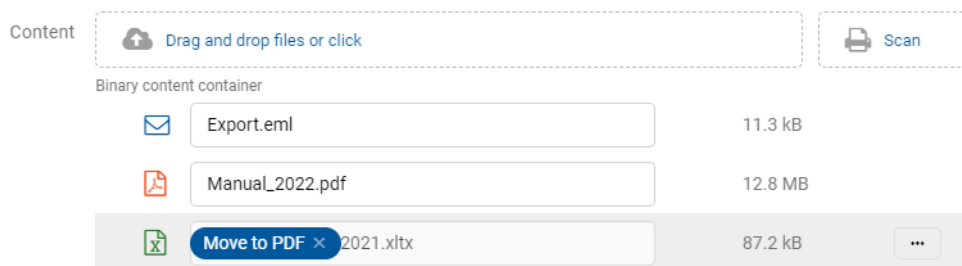 Content
Drag and drop files or click
Scan
Binary content container
Export.eml 11.3 kB
Manual_2022.pdf 12.8 MB
Move to PDF × 2021.xltx 87.2 kB ...